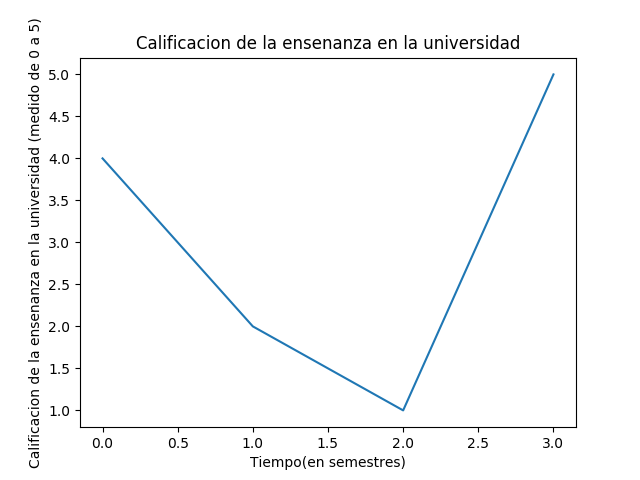 Calificacion de la ensenanza en la universidad
Calificacion de la ensenanza en la universidad (medido de 0 a 5)
5.0
4.5
4.0
3.5
3.0
2.5
2.0
1.5
1.0
0.0 0.5 1.0 1.5 2.0 2.5 3.0
Tiempo(en semestres)